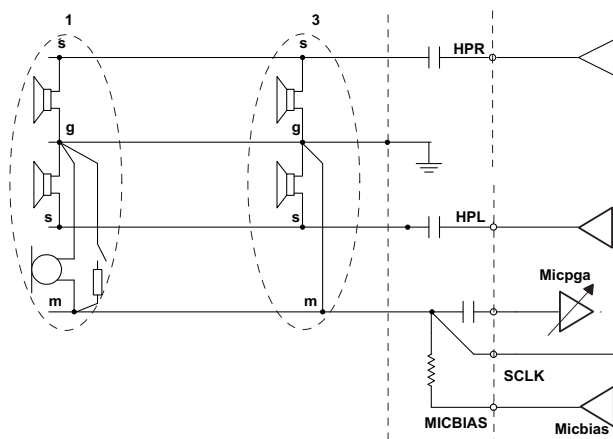 1 3
s s HPR
g g
s s HPL
Micpga
m m
SCLK
MICBIAS Micbias